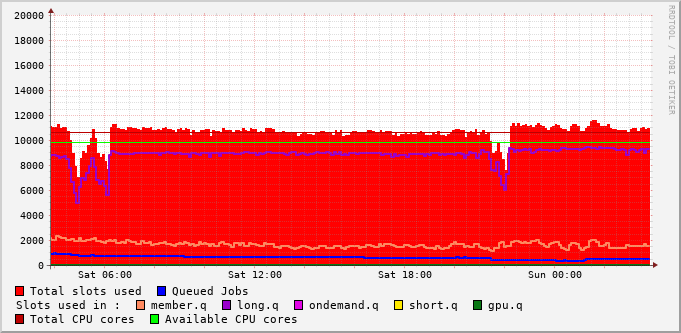 20000
18000
16000
14000
12000
10000
8000
6000
4000
2000
0
Sat 06:00 Sat 12:00 Sat 18:00 Sun 00:00
Total slots used Queued Jobs
Slots used in : member.q long.q ondemand.q short.q gpu.q
Total CPU cores Available CPU cores
RRDTOOL / TOBI OETIKER